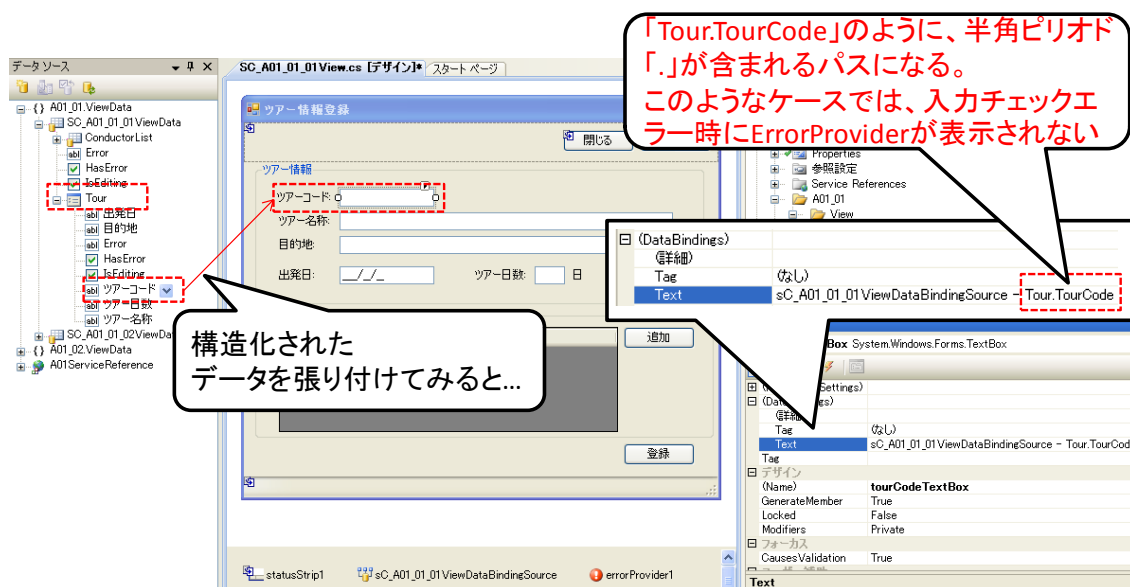 「Tour.TourCode」のように、半角ピリオド
「.」が含まれるパスになる。
このようなケースでは、入力チェックエ
ラー時にErrorProviderが表示されない
データ ソース
A01_01.ViewData
SC_A01_01_01ViewData
ConductorList
Error
HasError
IsEditing
Tour
出発日
目的地
Error
HasError
IsEditing
ツアーコード
ツアー日数
ツアー名称
SC_A01_01_02ViewDa
A01_02.ViewData
A01ServiceReference
SC_A01_01_01View.cs [デザイン]* スタート ページ
ツアー情報登録
閉じる
ツアー情報
ツアーコード:
ツアー名称:
目的地:
出発日: __/_/_ ツアー日数: 日
追加
登録
構造化された
データを張り付けてみると…
statusStrip1 sC_A01_01_01ViewDataBindingSource errorProvider1
Properties
参照設定
Service References
A01_01
View
(DataBindings)
(詳細)
Tag (なし)
Text sC_A01_01_01ViewDataBindingSource - Tour.TourCode
Box System.Windows.Forms.TextBox
Settings)
(Da gs)
(詳細
Tag (なし)
Text sC_A01_01_01ViewDataBindingSource - Tour.TourCod
Tag
デザイン
(Name) tourCodeTextBox
GenerateMember True
Locked False
Modifiers Private
フォーカス
CausesValidation True
Text